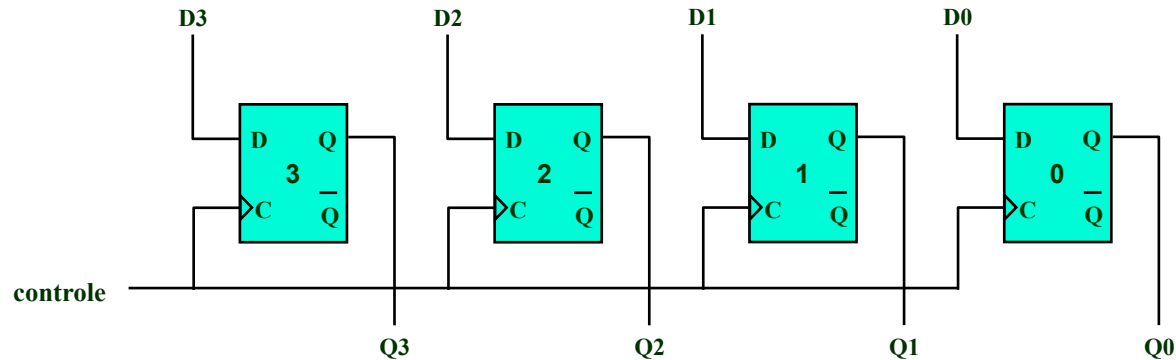 D3 D2 D1 D0
D Q D Q D Q D Q
3 2 1 0
C Q C Q C Q C Q
controle
Q3 Q2 Q1 Q0